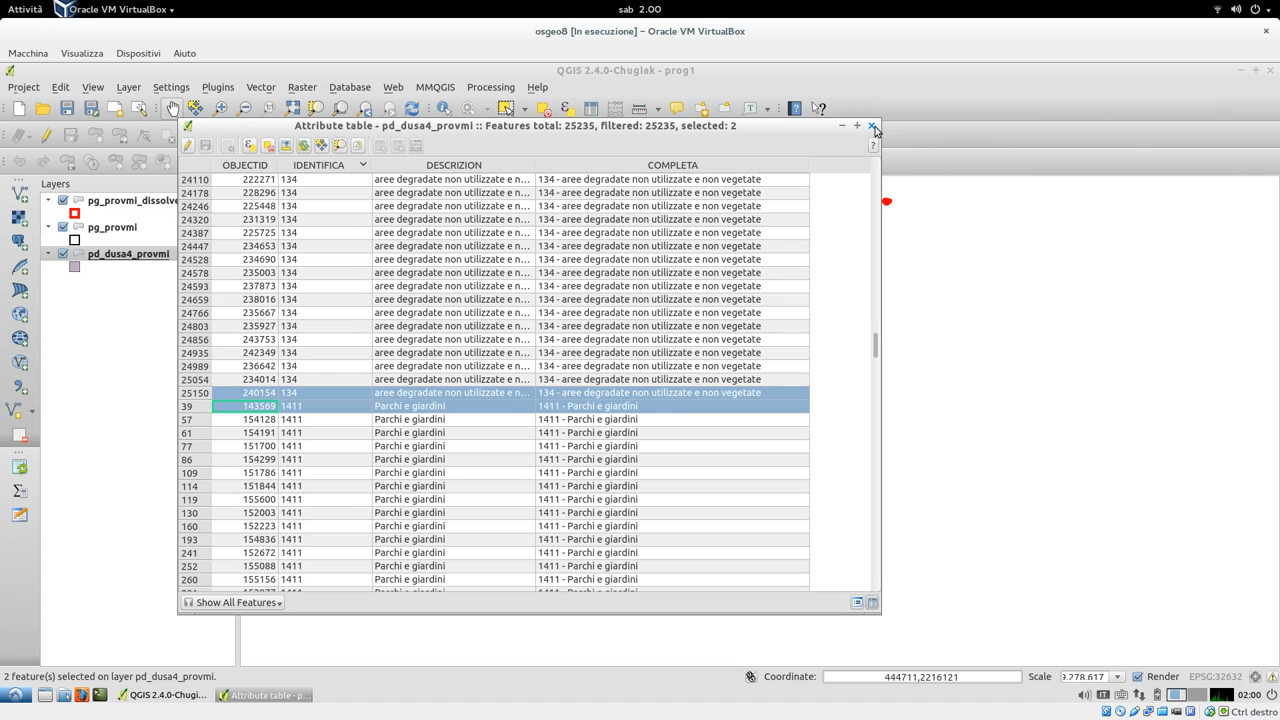 Attività Oracle VM VirtualBox sab 2.00
osgeo8 [In esecuzione] – Oracle VM VirtualBox
Macchina Visualizza Dispositivi Aiuto
QGIS 2.4.0-Chugiak - prog1
Project Edit View Layer Settings Plugins Vector Raster Database Web MMQGIS Processing Help
Attribute table - pd_dusa4_provmi :: Features total: 25235, filtered: 25235, selected: 2
Layers
pg_provmi_dissolve
pg_provmi
pd_dusa4_provmi
OBJECTID IDENTIFICA DESCRIZION COMPLETA
24110 222271 134 aree degradate non utilizzate e n... 134 - aree degradate non utilizzate e non vegetate
24178 228296 134 aree degradate non utilizzate e n... 134 - aree degradate non utilizzate e non vegetate
24246 225448 134 aree degradate non utilizzate e n... 134 - aree degradate non utilizzate e non vegetate
24320 231319 134 aree degradate non utilizzate e n... 134 - aree degradate non utilizzate e non vegetate
24387 225725 134 aree degradate non utilizzate e n... 134 - aree degradate non utilizzate e non vegetate
24447 234653 134 aree degradate non utilizzate e n... 134 - aree degradate non utilizzate e non vegetate
24528 234690 134 aree degradate non utilizzate e n... 134 - aree degradate non utilizzate e non vegetate
24578 235003 134 aree degradate non utilizzate e n... 134 - aree degradate non utilizzate e non vegetate
24593 237873 134 aree degradate non utilizzate e n... 134 - aree degradate non utilizzate e non vegetate
24659 238016 134 aree degradate non utilizzate e n... 134 - aree degradate non utilizzate e non vegetate
24766 235667 134 aree degradate non utilizzate e n... 134 - aree degradate non utilizzate e non vegetate
24803 235927 134 aree degradate non utilizzate e n... 134 - aree degradate non utilizzate e non vegetate
24856 243753 134 aree degradate non utilizzate e n... 134 - aree degradate non utilizzate e non vegetate
24935 242349 134 aree degradate non utilizzate e n... 134 - aree degradate non utilizzate e non vegetate
24989 236642 134 aree degradate non utilizzate e n... 134 - aree degradate non utilizzate e non vegetate
25054 234014 134 aree degradate non utilizzate e n... 134 - aree degradate non utilizzate e non vegetate
25150 240154 134 aree degradate non utilizzate e n... 134 - aree degradate non utilizzate e non vegetate
39 143569 1411 Parchi e giardini 1411 - Parchi e giardini
57 154128 1411 Parchi e giardini 1411 - Parchi e giardini
61 154191 1411 Parchi e giardini 1411 - Parchi e giardini
77 151700 1411 Parchi e giardini 1411 - Parchi e giardini
86 154299 1411 Parchi e giardini 1411 - Parchi e giardini
109 151786 1411 Parchi e giardini 1411 - Parchi e giardini
114 151844 1411 Parchi e giardini 1411 - Parchi e giardini
119 155600 1411 Parchi e giardini 1411 - Parchi e giardini
130 152003 1411 Parchi e giardini 1411 - Parchi e giardini
160 152223 1411 Parchi e giardini 1411 - Parchi e giardini
193 154836 1411 Parchi e giardini 1411 - Parchi e giardini
241 152672 1411 Parchi e giardini 1411 - Parchi e giardini
252 155088 1411 Parchi e giardini 1411 - Parchi e giardini
260 155156 1411 Parchi e giardini 1411 - Parchi e giardini
Show All Features
2 feature(s) selected on layer pd_dusa4_provmi. Coordinate: 444711,2216121 Scale 9.278.617 Render EPSG:32632
QGIS 2.4.0-Chugi... Attribute table - p... IT 02:00
Ctrl destro